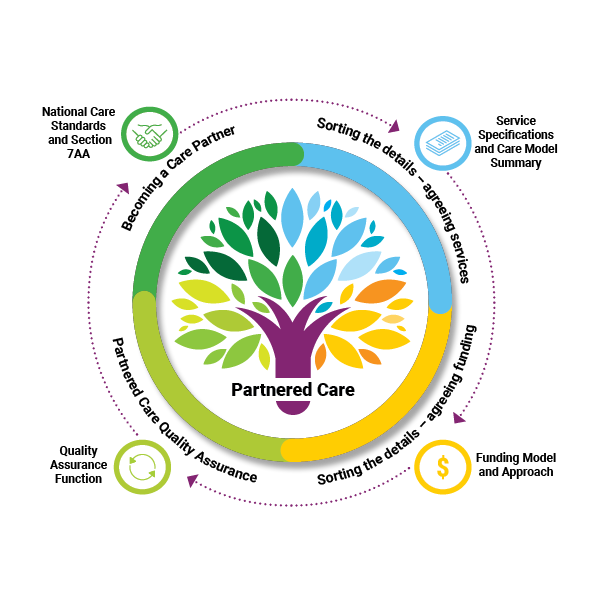 National Care
Standards
and Section
7AA
Becoming a Care Partner
Sorting the details – agreeing services
Service
Specifications
and Care Model
Summary
Partnered Care
Quality
Assurance
Function
Partnered Care Quality Assurance
Sorting the details – agreeing funding
$
Funding Model
and Approach